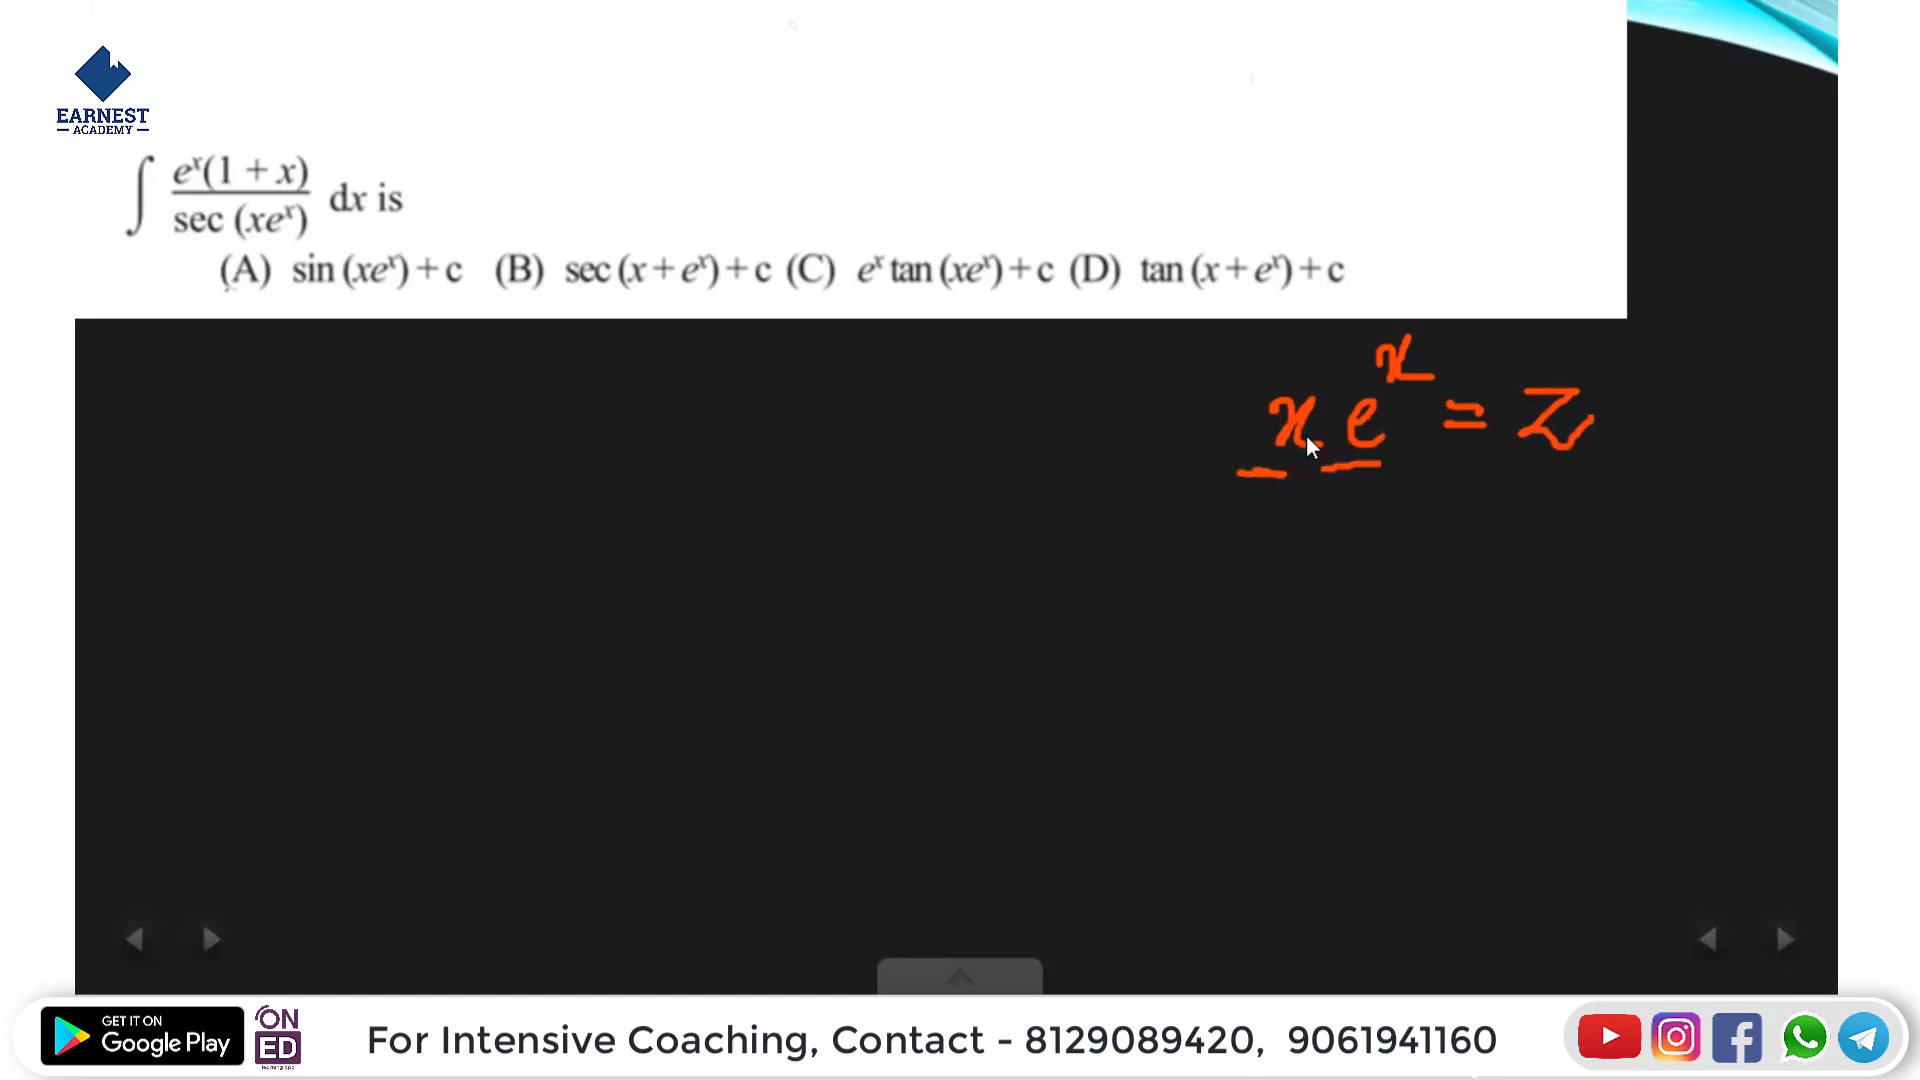 EARNEST
ACADEMY
∫ eˣ(1 + x) / sec (xeˣ) dx is
(A) sin (xeˣ) + c (B) sec (x + eˣ) + c (C) eˣ tan (xeˣ) + c (D) tan (x + eˣ) + c
x eˣ = z
GET IT ON
Google Play
ON
ED
For Intensive Coaching, Contact - 8129089420, 9061941160